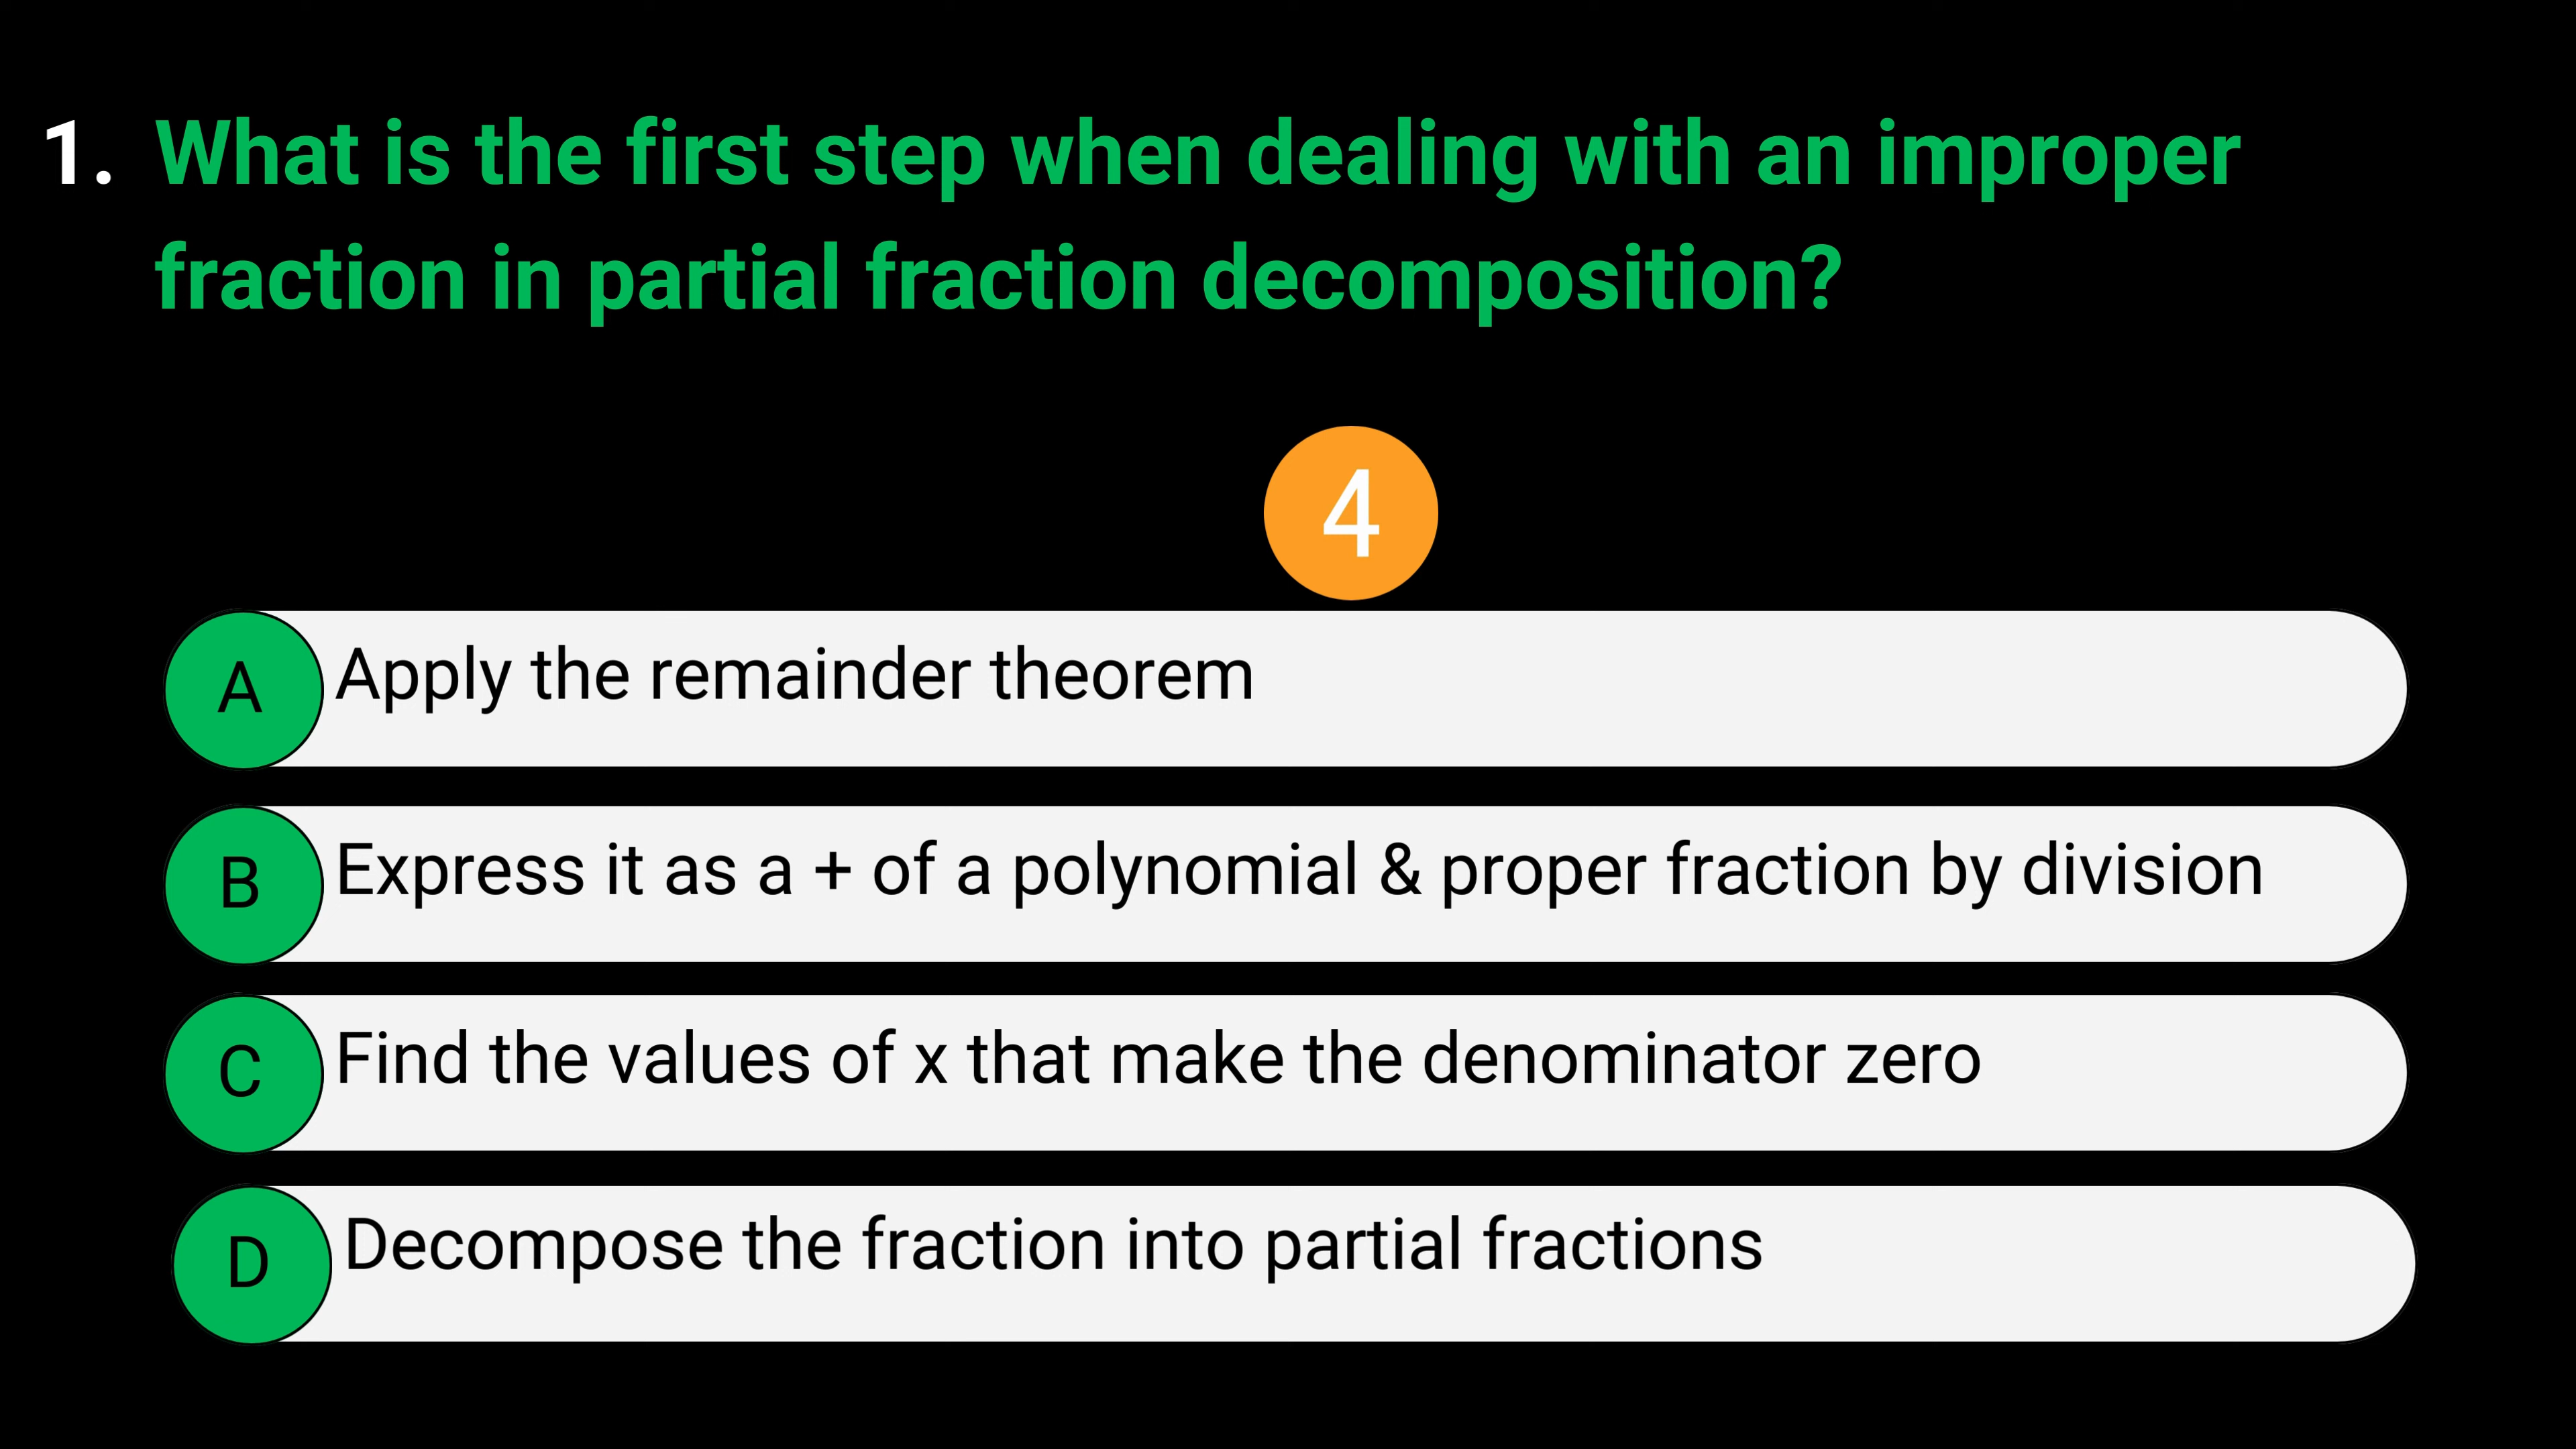 1. What is the first step when dealing with an improper
fraction in partial fraction decomposition?
4
A Apply the remainder theorem
B Express it as a + of a polynomial & proper fraction by division
C Find the values of x that make the denominator zero
D Decompose the fraction into partial fractions